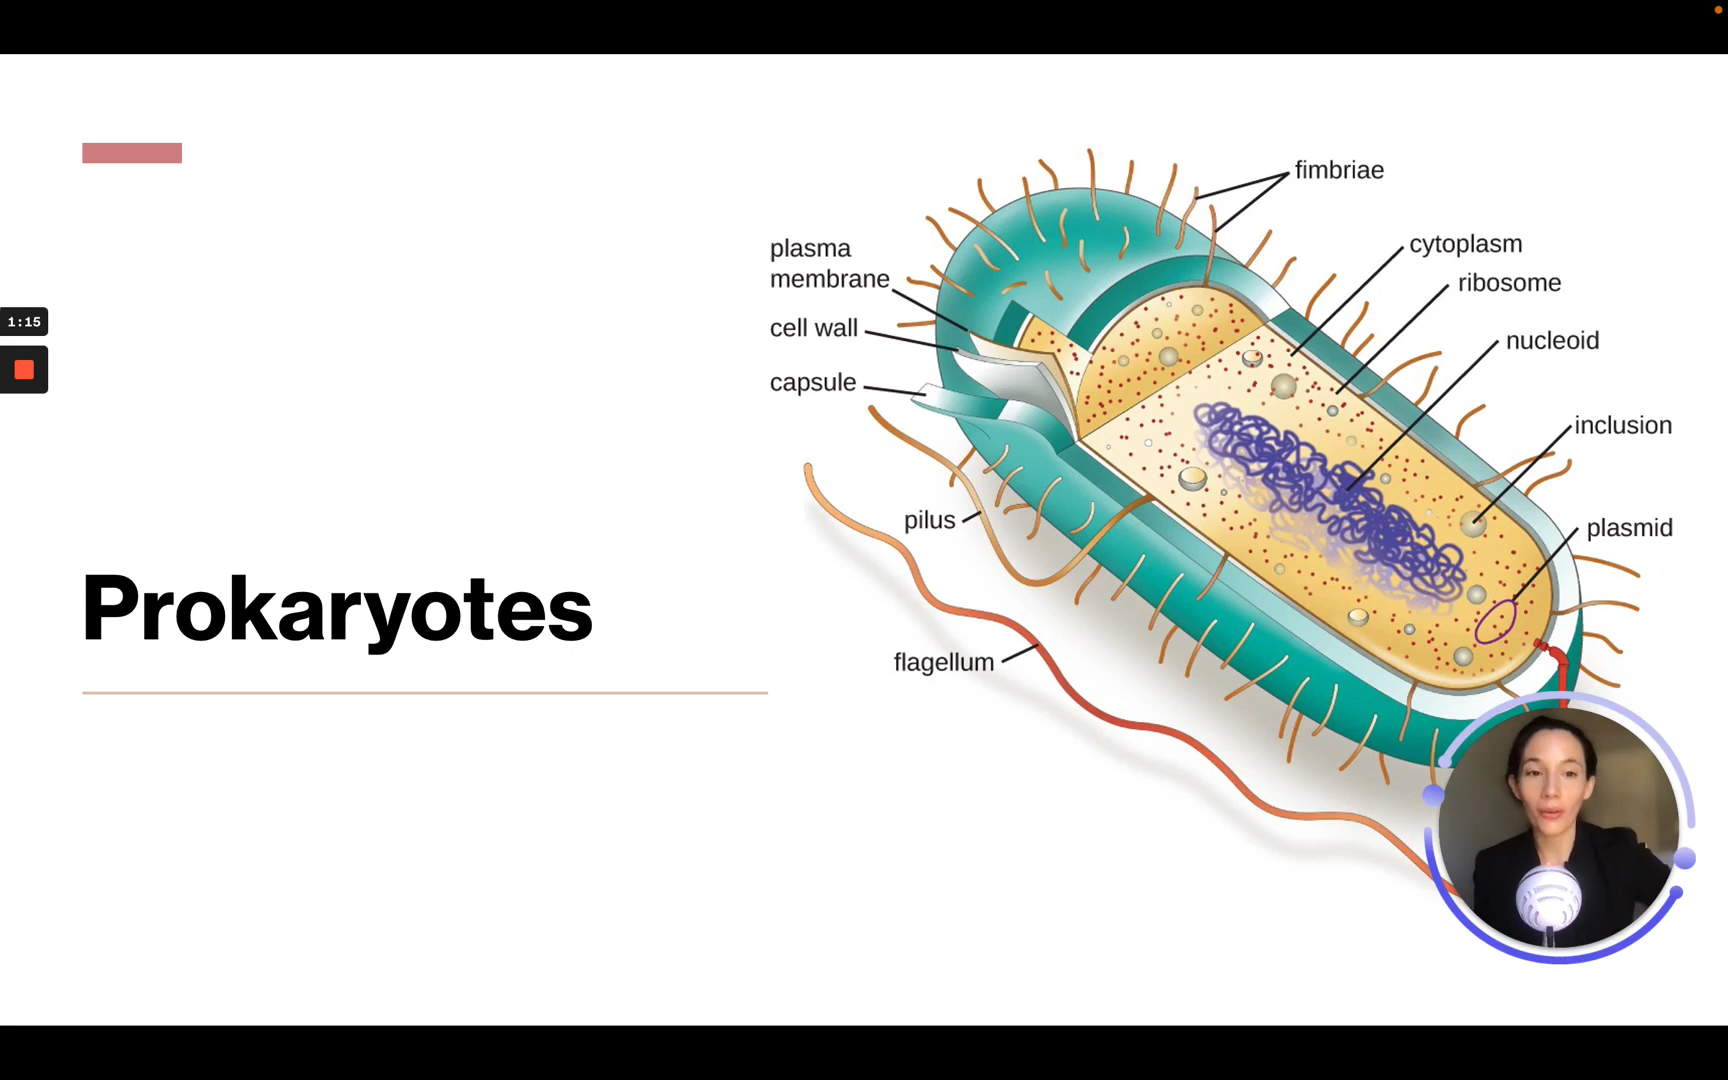 1:15
Prokaryotes
fimbriae
plasma
membrane
cell wall
capsule
cytoplasm
ribosome
nucleoid
inclusion
plasmid
pilus
flagellum